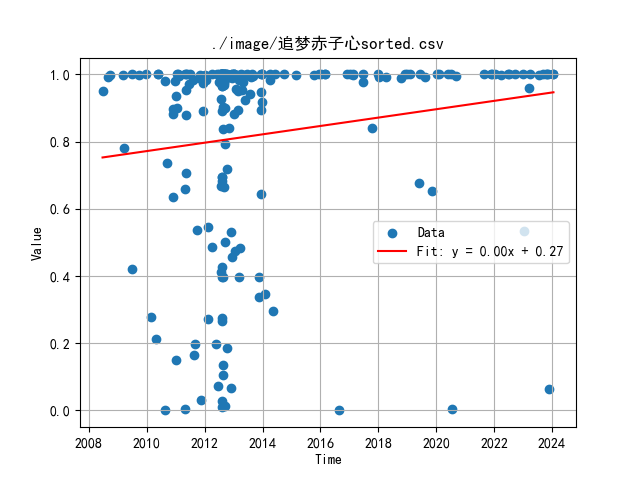 ./image/追梦赤子心sorted.csv
1.0
0.8
0.6
0.4
0.2
0.0
Value
Data
Fit: y = 0.00x + 0.27
2008 2010 2012 2014 2016 2018 2020 2022 2024
Time